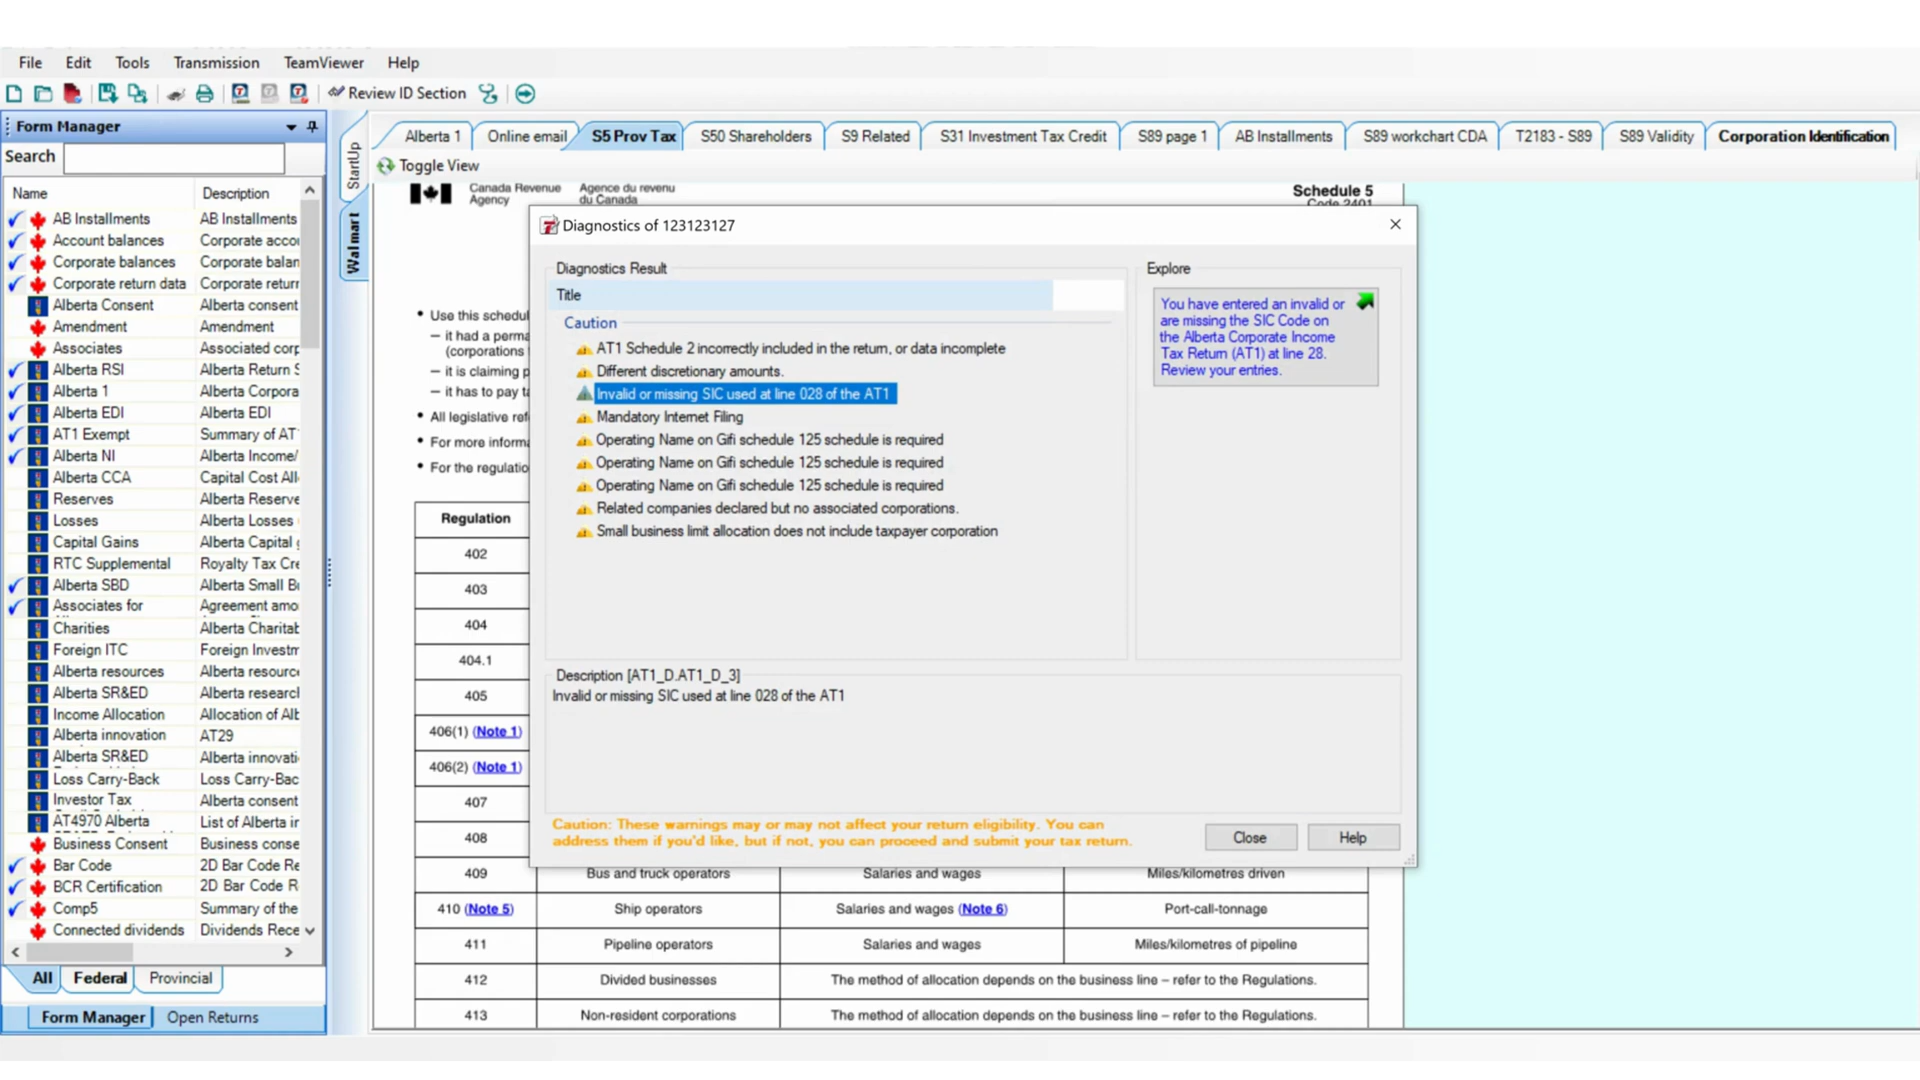 File Edit Tools Transmission TeamViewer Help
Review ID Section
Form Manager
Search
Name Description
AB Installments AB Installments
Account balances Corporate accou
Corporate balances Corporate balan
Corporate return data Corporate return
Alberta Consent Alberta consent
Amendment Amendment
Associates Associated corp
Alberta RSI Alberta Return S
Alberta 1 Alberta Corpora
Alberta EDI Alberta EDI
AT1 Exempt Summary of AT
Alberta NI Alberta Income/
Alberta CCA Capital Cost All
Reserves Alberta Reserve
Losses Alberta Losses
Capital Gains Alberta Capital g
RTC Supplemental Royalty Tax Cre
Alberta SBD Alberta Small Bu
Associates for Agreement amo
Charities Alberta Charitab
Foreign ITC Foreign Investm
Alberta resources Alberta resource
Alberta SR&ED Alberta research
Income Allocation Allocation of Alb
Alberta innovation AT29
Alberta SR&ED Alberta innovati
Loss Carry-Back Loss Carry-Bac
Investor Tax Alberta consent
AT4970 Alberta List of Alberta in
Business Consent Business conse
Bar Code 2D Bar Code Re
BCR Certification 2D Bar Code R
Comp5 Summary of the
Connected dividends Dividends Rece
All Federal Provincial
Form Manager Open Returns
StartUp
Walmart
Alberta 1 Online email S5 Prov Tax S50 Shareholders S9 Related S31 Investment Tax Credit S89 page 1 AB Installments S89 workchart CDA T2183 - S89 S89 Validity Corporation Identification
Toggle View
Canada Revenue Agence du revenu
Agency du Canada
Schedule 5
Code 2401
• Use this schedul
– it had a perma
(corporations
– it is claiming p
– it has to pay ta
• All legislative ref
• For more informa
• For the regulatio
Regulation
402
403
404
404.1
405
406(1) (Note 1)
406(2) (Note 1)
407
408
409 Bus and truck operators Salaries and wages Miles/kilometres driven
410 (Note 5) Ship operators Salaries and wages (Note 6) Port-call-tonnage
411 Pipeline operators Salaries and wages Miles/kilometres of pipeline
412 Divided businesses The method of allocation depends on the business line – refer to the Regulations.
413 Non-resident corporations The method of allocation depends on the business line – refer to the Regulations.
Diagnostics of 123123127
Diagnostics Result
Title
Caution
AT1 Schedule 2 incorrectly included in the return, or data incomplete
Different discretionary amounts.
Invalid or missing SIC used at line 028 of the AT1
Mandatory Internet Filing
Operating Name on Gifi schedule 125 schedule is required
Operating Name on Gifi schedule 125 schedule is required
Operating Name on Gifi schedule 125 schedule is required
Related companies declared but no associated corporations.
Small business limit allocation does not include taxpayer corporation
Explore
You have entered an invalid or
are missing the SIC Code on
the Alberta Corporate Income
Tax Return (AT1) at line 28.
Review your entries.
Description [AT1_D.AT1_D_3]
Invalid or missing SIC used at line 028 of the AT1
Caution: These warnings may or may not affect your return eligibility. You can
address them if you'd like, but if not, you can proceed and submit your tax return.
Close Help